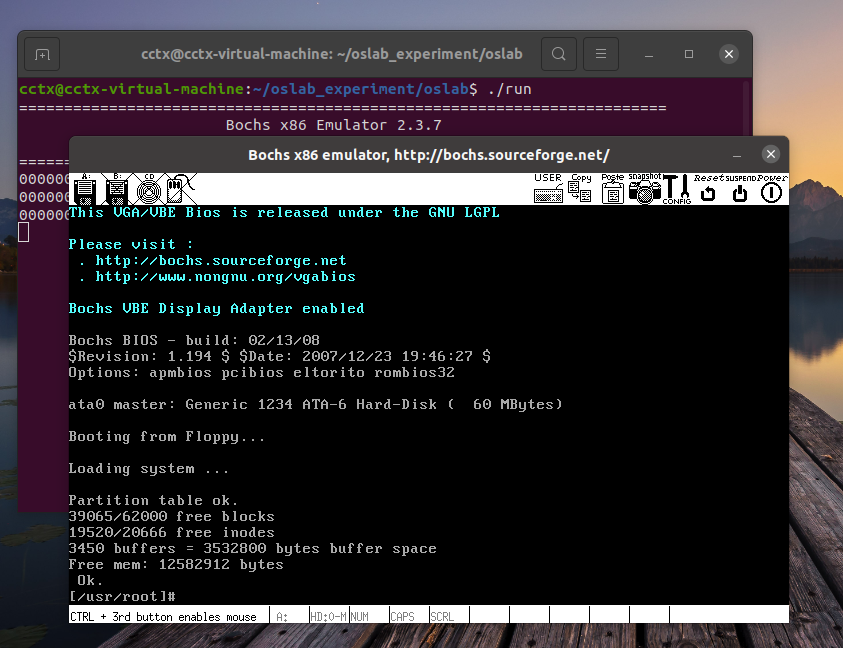 cctx@cctx-virtual-machine: ~/oslab_experiment/oslab
cctx@cctx-virtual-machine:~/oslab_experiment/oslab$ ./run
========================================================================
Bochs x86 Emulator 2.3.7
Bochs x86 emulator, http://bochs.sourceforge.net/
======
000000
000000
000000
A: B: CD USER Copy Paste snapshot CONFIG Reset SUSPEND Power
This VGA/VBE Bios is released under the GNU LGPL
Please visit :
. http://bochs.sourceforge.net
. http://www.nongnu.org/vgabios
Bochs VBE Display Adapter enabled
Bochs BIOS - build: 02/13/08
$Revision: 1.194 $ $Date: 2007/12/23 19:46:27 $
Options: apmbios pcibios eltorito rombios32
ata0 master: Generic 1234 ATA-6 Hard-Disk (  60 MBytes)
Booting from Floppy...
Loading system ...
Partition table ok.
39065/62000 free blocks
19520/20666 free inodes
3450 buffers = 3532800 bytes buffer space
Free mem: 12582912 bytes
Ok.
[/usr/root]#
CTRL + 3rd button enables mouse A: HD:0-M NUM CAPS SCRL